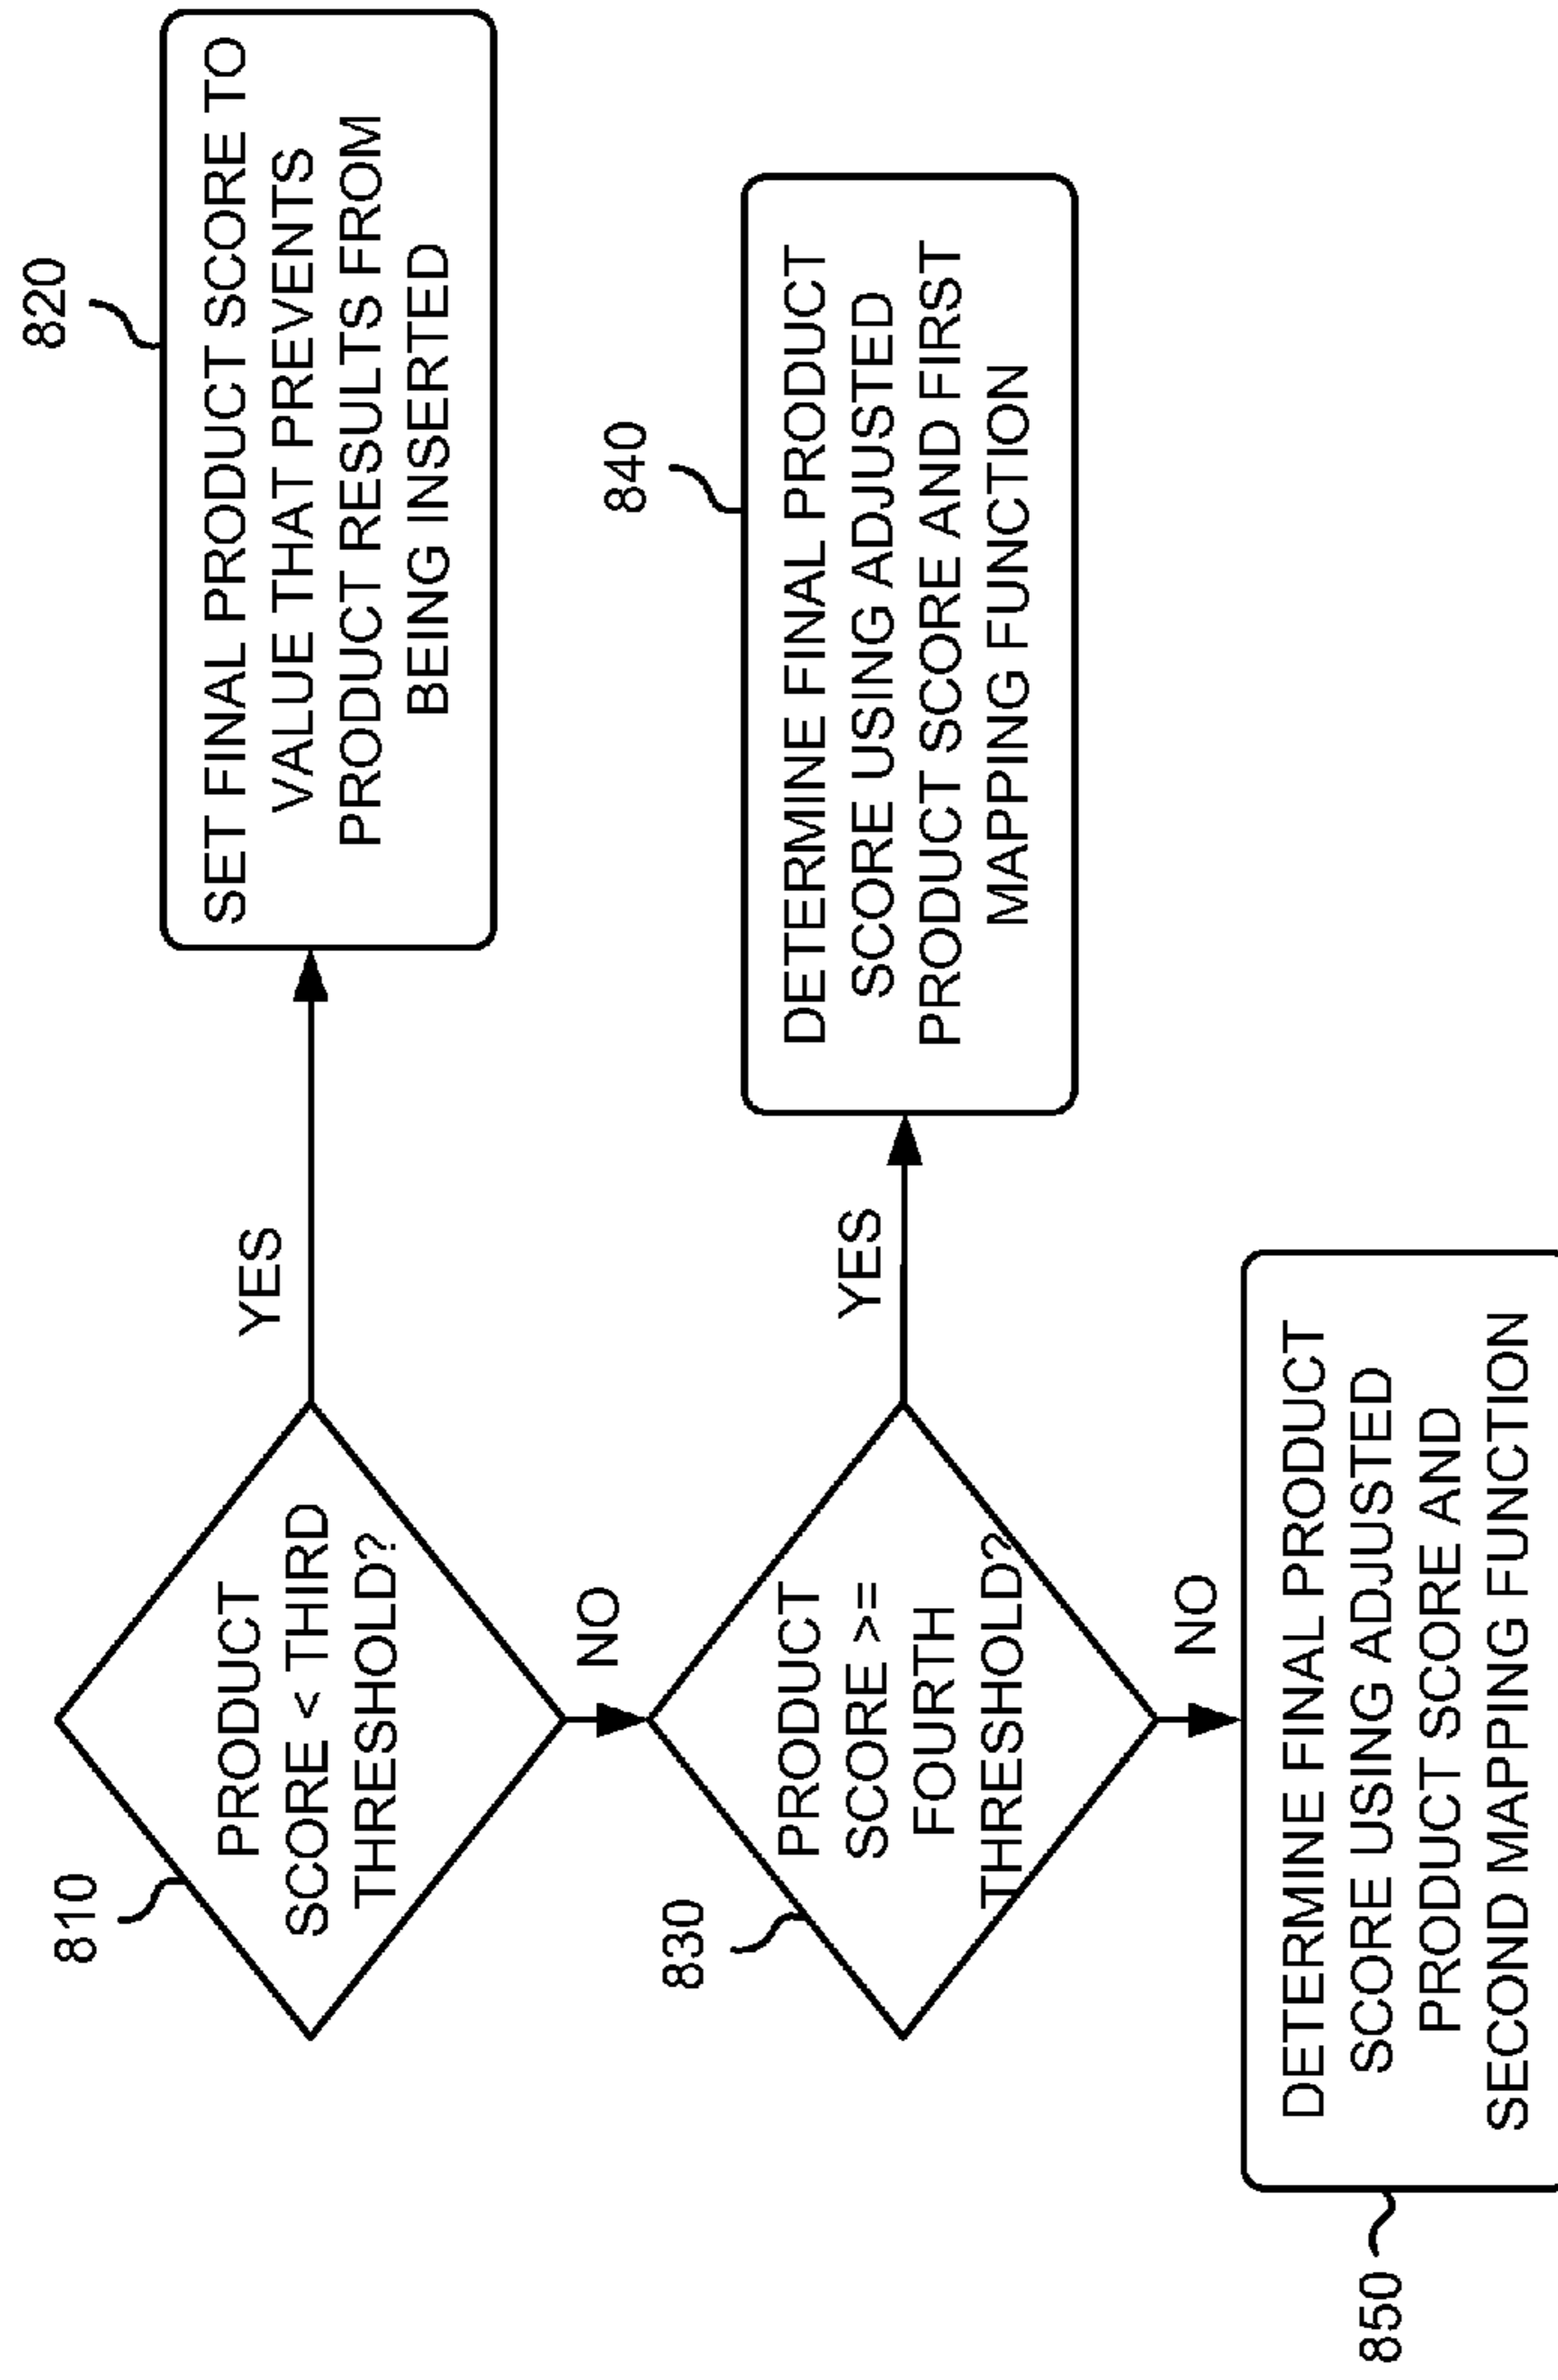 810
PRODUCT
SCORE < THIRD
THRESHOLD?
YES
820
SET FINAL PRODUCT SCORE TO
VALUE THAT PREVENTS
PRODUCT RESULTS FROM
BEING INSERTED
NO
830
PRODUCT
SCORE >=
FOURTH
THRESHOLD?
YES
840
DETERMINE FINAL PRODUCT
SCORE USING ADJUSTED
PRODUCT SCORE AND FIRST
MAPPING FUNCTION
NO
850
DETERMINE FINAL PRODUCT
SCORE USING ADJUSTED
PRODUCT SCORE AND
SECOND MAPPING FUNCTION